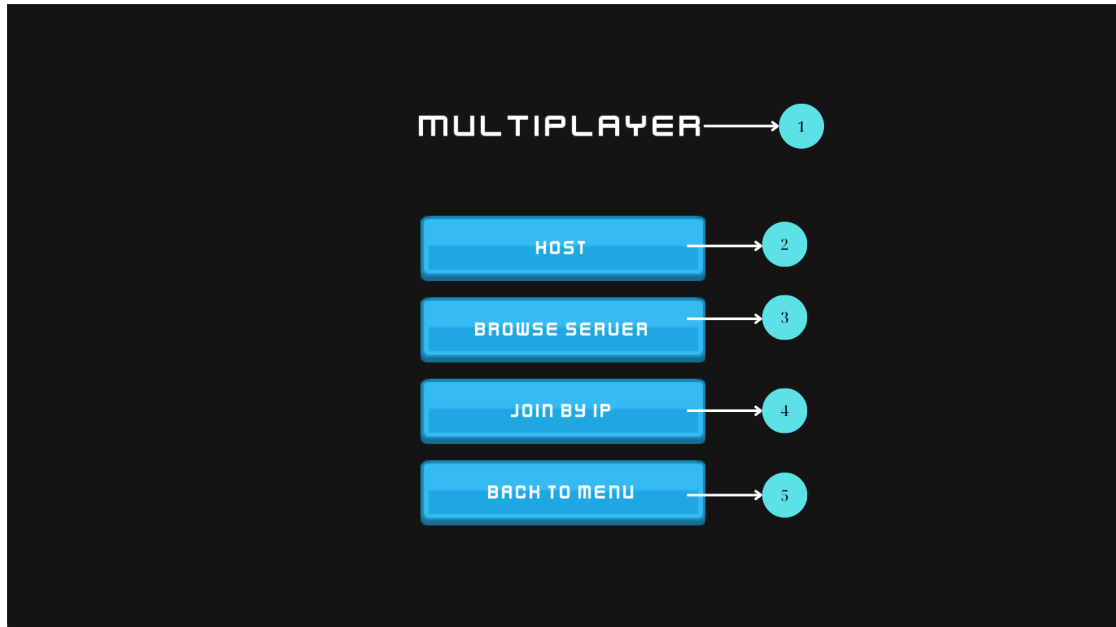 MULTIPLAYER 1
HOST 2
BROWSE SERVER 3
JOIN BY IP 4
BACK TO MENU 5